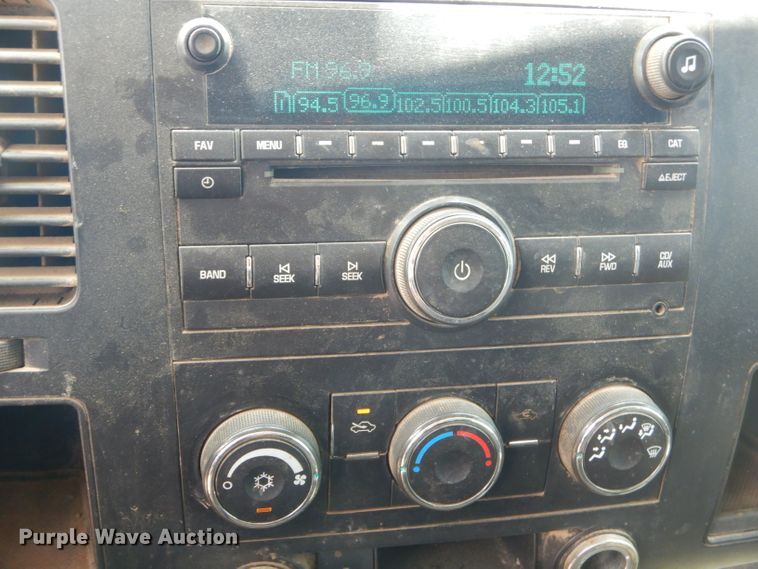 FM 96.9 12:52
94.5 96.9 102.5 100.5 104.3 105.1
FAV MENU EQ CAT
EJECT
BAND SEEK SEEK REV FWD CD/AUX
Purple Wave Auction